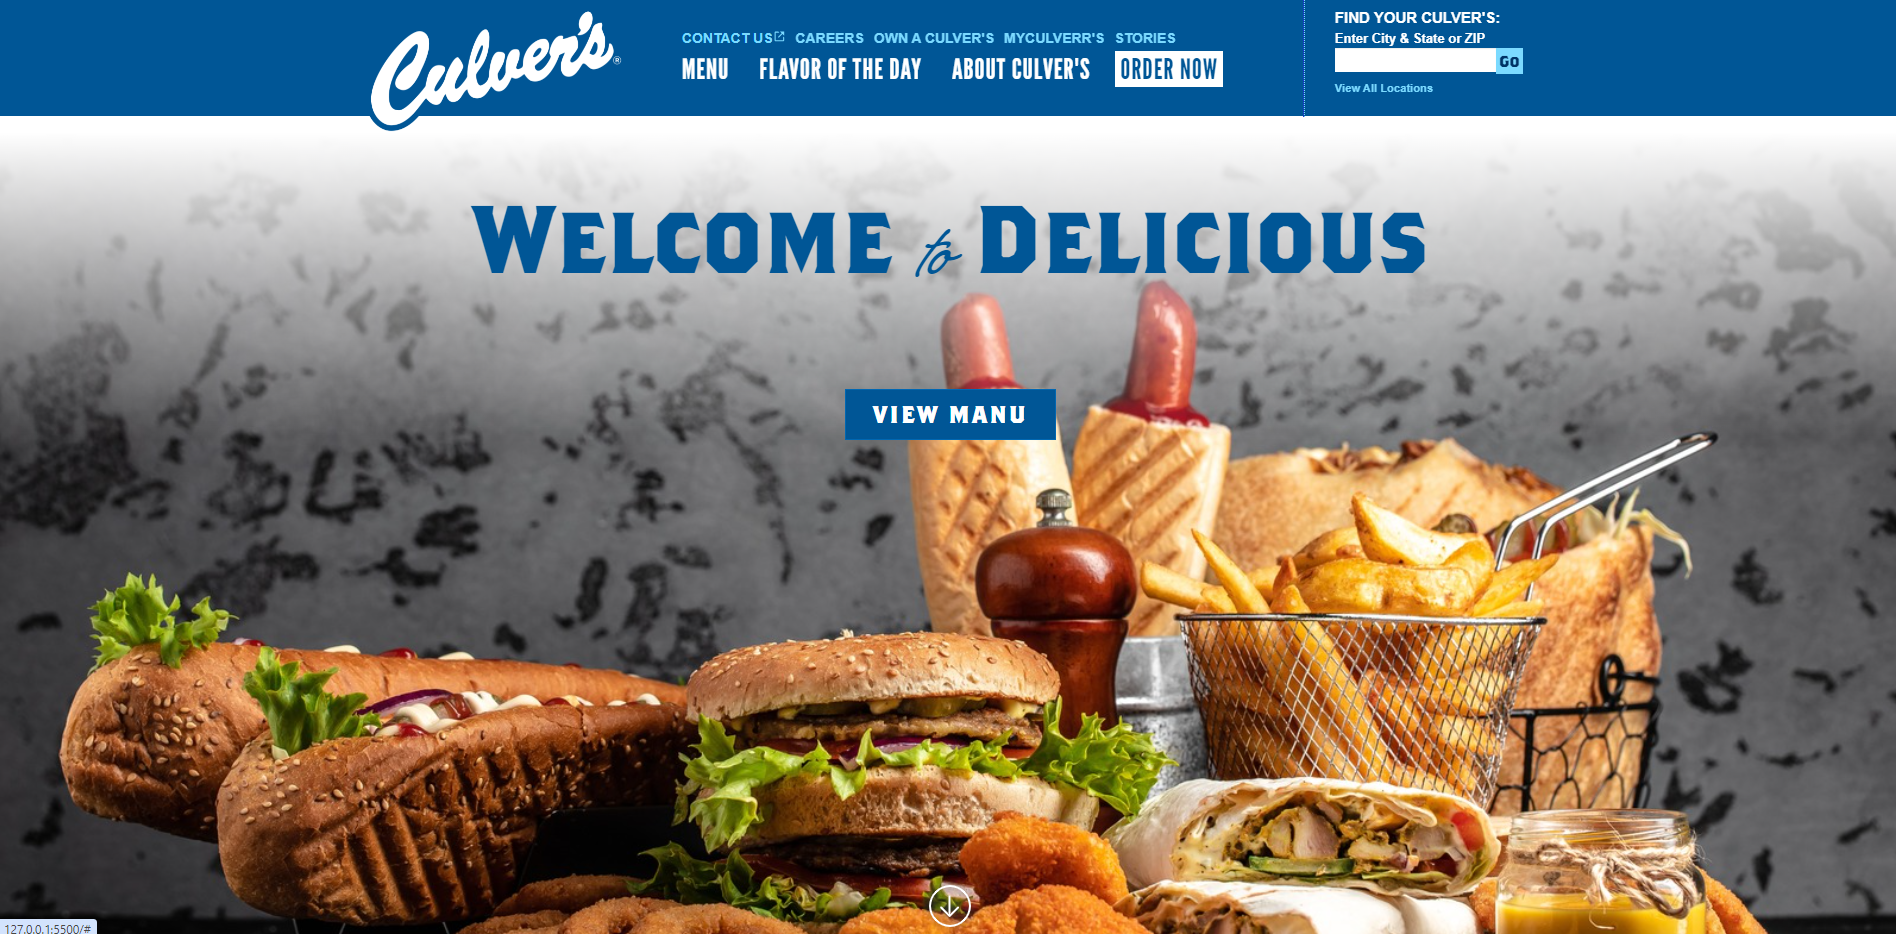 Culver's®
CONTACT US CAREERS OWN A CULVER'S MYCULVERR'S STORIES
MENU FLAVOR OF THE DAY ABOUT CULVER'S ORDER NOW
FIND YOUR CULVER'S:
Enter City & State or ZIP
GO
View All Locations
WELCOME to DELICIOUS
VIEW MANU
127.0.0.1:5500/#